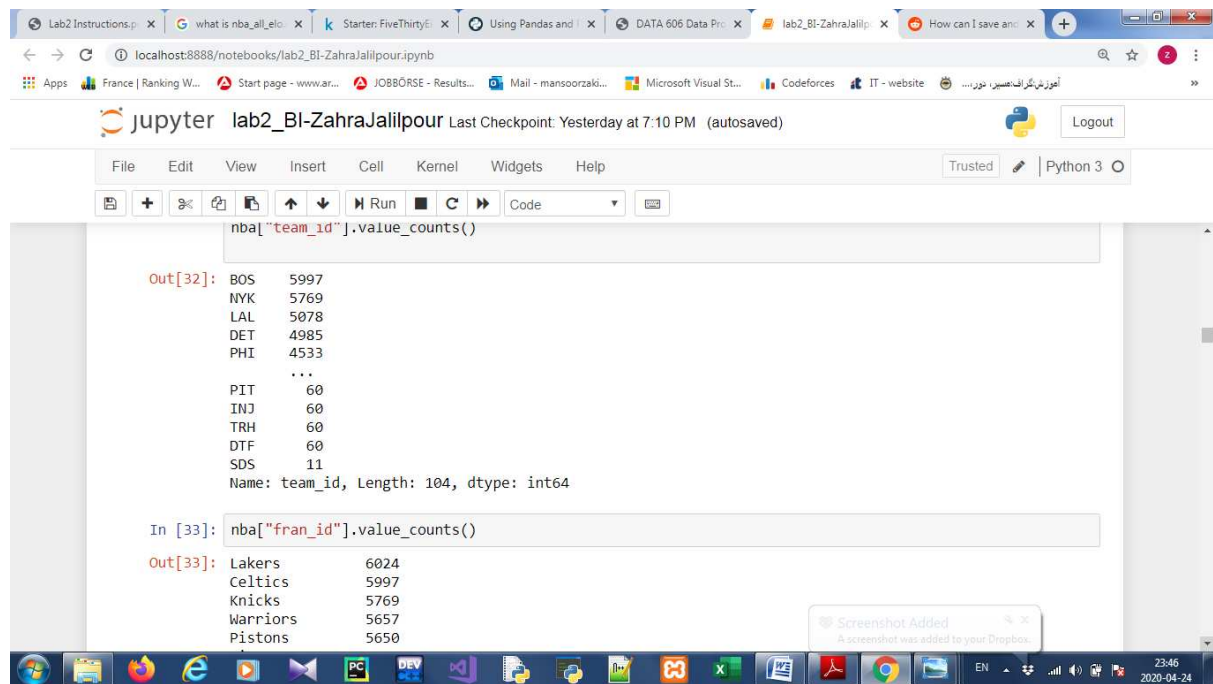 Lab2 Instructions.p
what is nba_all_elo
Starter: FiveThirtyE
Using Pandas and
DATA 606 Data Pro
lab2_BI-ZahraJalilp
How can I save and
localhost:8888/notebooks/lab2_BI-ZahraJalilpour.ipynb
Apps France | Ranking W... Start page - www.ar... JOBBÖRSE - Results... Mail - mansoorzaki... Microsoft Visual St... Codeforces IT - website
jupyter lab2_BI-ZahraJalilpour Last Checkpoint: Yesterday at 7:10 PM (autosaved) Logout
File Edit View Insert Cell Kernel Widgets Help Trusted Python 3
Run Code
nba["team_id"].value_counts()
Out[32]: BOS 5997
NYK 5769
LAL 5078
DET 4985
PHI 4533
...
PIT 60
INJ 60
TRH 60
DTF 60
SDS 11
Name: team_id, Length: 104, dtype: int64
In [33]: nba["fran_id"].value_counts()
Out[33]: Lakers 6024
Celtics 5997
Knicks 5769
Warriors 5657
Pistons 5650
Screenshot Added
A screenshot was added to your Dropbox.
EN
23:46
2020-04-24